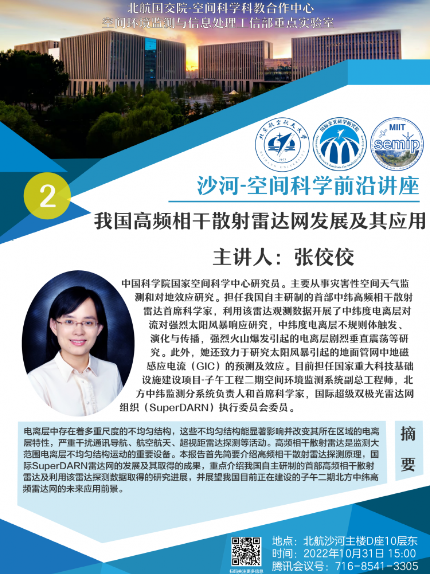 北航国交院-空间科学科教合作中心
空间环境监测与信息处理工信部重点实验室
MIIT
semip
2
沙河-空间科学前沿讲座
我国高频相干散射雷达网发展及其应用
主讲人：张佼佼
中国科学院国家空间科学中心研究员。主要从事灾害性空间天气监
测和对地效应研究。担任我国自主研制的首部中纬高频相干散射
雷达首席科学家，利用该雷达观测数据开展了中纬度电离层对
流对强烈太阳风暴响应研究，中纬度电离层不规则体触发、
演化与传播，强烈火山爆发引起的电离层剧烈垂直震荡等研
究。此外，她还致力于研究太阳风暴引起的地面管网中地磁
感应电流（GIC）的预测及效应。目前担任国家重大科技基础
设施建设项目-子午工程二期空间环境监测系统副总工程师，北
方中纬监测分系统负责人和首席科学家，国际超级双极光雷达网
组织（SuperDARN）执行委员会委员。
电离层中存在着多重尺度的不均匀结构，这些不均匀结构能显著影响并改变其所在区域的电离
层特性，严重干扰通讯导航、航空航天、超视距雷达探测等活动。高频相干散射雷达是监测大
范围电离层不均匀结构运动的重要设备。本报告首先简要介绍高频相干散射雷达探测原理，国
际SuperDARN雷达网的发展及其取得的成果，重点介绍我国自主研制的首部高频相干散射
雷达及利用该雷达探测数据取得的研究进展，并展望我国目前正在建设的子午二期北方中纬高
频雷达网的未来应用前景。
摘
要
地点：北航沙河主楼D座10层东
时间：2022年10月31日 15:00
腾讯会议号：716-8541-3305